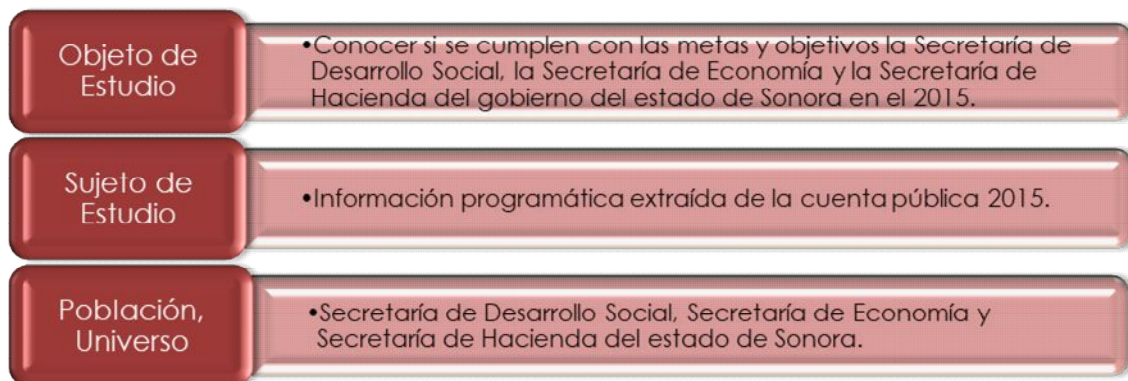 Objeto de
Estudio
•Conocer si se cumplen con las metas y objetivos la Secretaría de
Desarrollo Social, la Secretaría de Economía y la Secretaría de
Hacienda del gobierno del estado de Sonora en el 2015.
Sujeto de
Estudio
•Información programática extraída de la cuenta pública 2015.
Población,
Universo
•Secretaría de Desarrollo Social, Secretaría de Economía y
Secretaría de Hacienda del estado de Sonora.